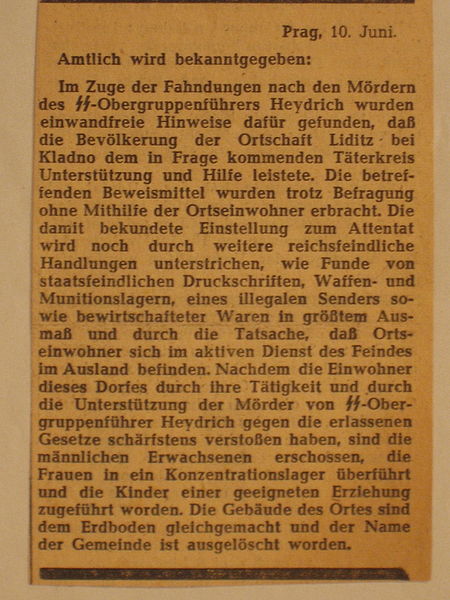 Prag, 10. Juni.
Amtlich wird bekanntgegeben:
Im Zuge der Fahndungen nach den Mördern
des ᛋᛋ-Obergruppenführers Heydrich wurden
einwandfreie Hinweise dafür gefunden, daß
die Bevölkerung der Ortschaft Liditz bei
Kladno dem in Frage kommenden Täterkreis
Unterstützung und Hilfe leistete. Die betref-
fenden Beweismittel wurden trotz Befragung
ohne Mithilfe der Ortseinwohner erbracht. Die
damit bekundete Einstellung zum Attentat
wird noch durch weitere reichsfeindliche
Handlungen unterstrichen, wie Funde von
staatsfeindlichen Druckschriften, Waffen- und
Munitionslagern, eines illegalen Senders so-
wie bewirtschafteter Waren in größtem Aus-
maß und durch die Tatsache, daß Orts-
einwohner sich im aktiven Dienst des Feindes
im Ausland befinden. Nachdem die Einwohner
dieses Dorfes durch ihre Tätigkeit und durch
die Unterstützung der Mörder von ᛋᛋ-Ober-
gruppenführer Heydrich gegen die erlassenen
Gesetze schärfstens verstoßen haben, sind die
männlichen Erwachsenen erschossen, die
Frauen in ein Konzentrationslager überführt
und die Kinder einer geeigneten Erziehung
zugeführt worden. Die Gebäude des Ortes sind
dem Erdboden gleichgemacht und der Name
der Gemeinde ist ausgelöscht worden.